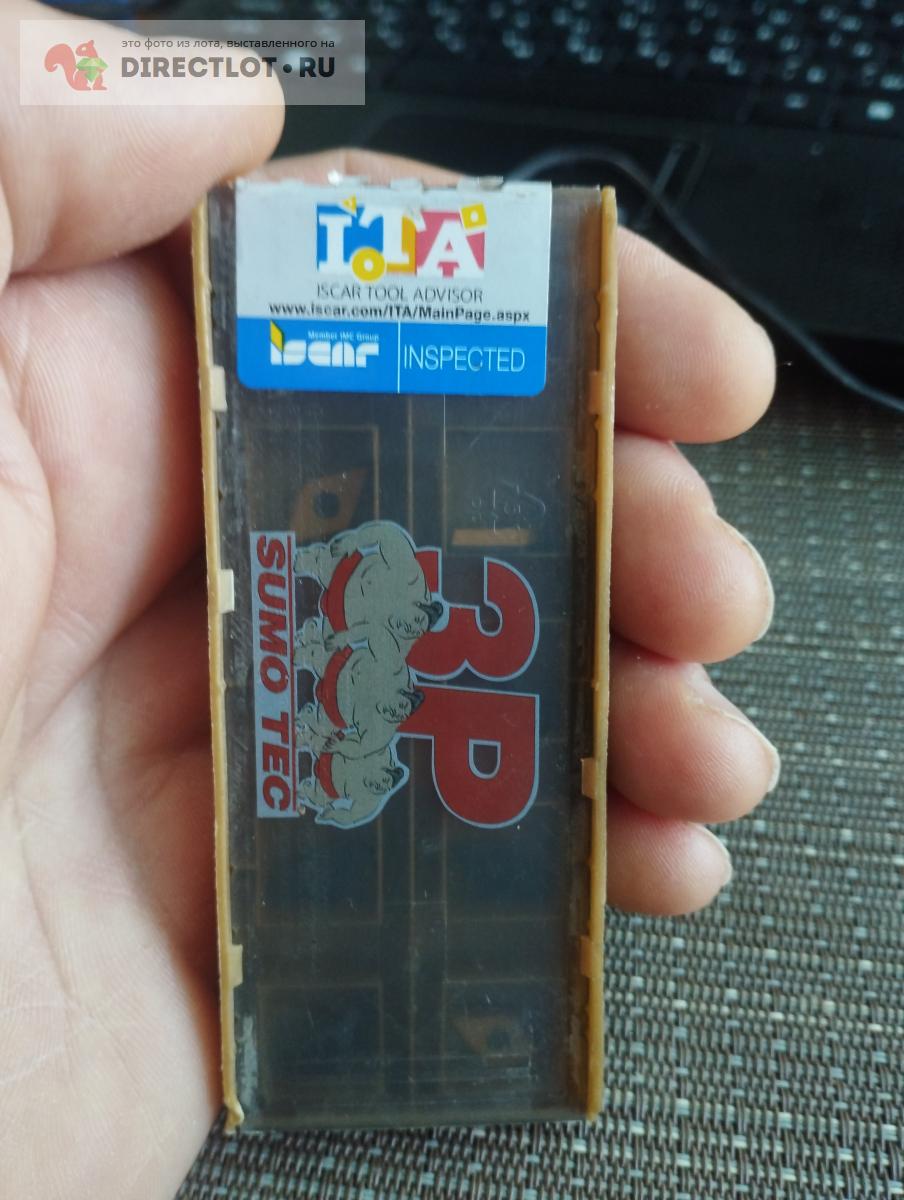 это фото из лота, выставленного на
DIRECTLOT.RU
ITA
ISCAR TOOL ADVISOR
www.iscar.com/ITA/MainPage.aspx
Member IMC Group
iscar
INSPECTED
3P
SUMO TEC